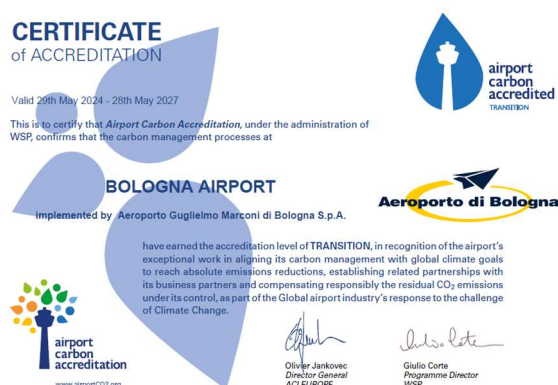 CERTIFICATE
of ACCREDITATION
airport
carbon
accredited
TRANSITION
Valid 29th May 2024 - 28th May 2027
This is to certify that Airport Carbon Accreditation, under the administration of
WSP, confirms that the carbon management processes at
BOLOGNA AIRPORT
Aeroporto di Bologna
implemented by Aeroporto Guglielmo Marconi di Bologna S.p.A.
have earned the accreditation level of TRANSITION, in recognition of the airport's
exceptional work in aligning its carbon management with global climate goals
to reach absolute emissions reductions, establishing related partnerships with
its business partners and compensating responsibly the residual CO₂ emissions
under its control, as part of the Global airport industry's response to the challenge
of Climate Change.
airport
carbon
accreditation
www.airportCO2.org
Olivier Jankovec
Director General
ACI EUROPE
Giulio Corte
Programme Director
WSP